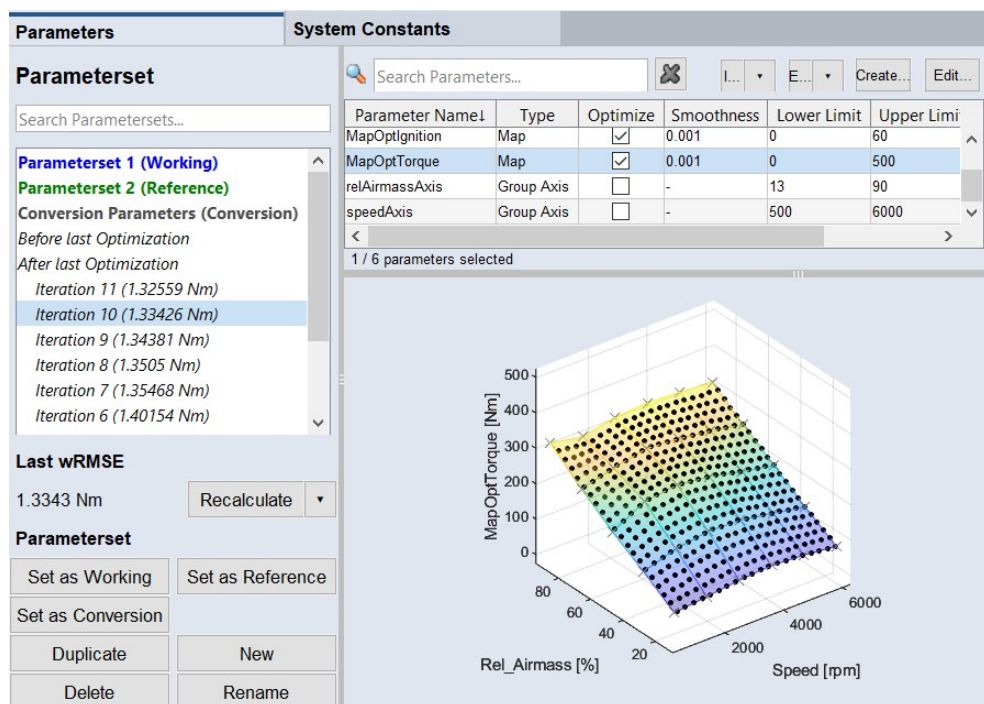 Parameters
System Constants
Parameterset
Search Parametersets...
Parameterset 1 (Working)
Parameterset 2 (Reference)
Conversion Parameters (Conversion)
Before last Optimization
After last Optimization
Iteration 11 (1.32559 Nm)
Iteration 10 (1.33426 Nm)
Iteration 9 (1.34381 Nm)
Iteration 8 (1.3505 Nm)
Iteration 7 (1.35468 Nm)
Iteration 6 (1.40154 Nm)
Last wRMSE
1.3343 Nm Recalculate
Parameterset
Set as Working Set as Reference
Set as Conversion
Duplicate New
Delete Rename
Search Parameters... I... E... Create... Edit...
Parameter Name↓ Type Optimize Smoothness Lower Limit Upper Limi
MapOptIgnition Map 0.001 0 60
MapOptTorque Map 0.001 0 500
relAirmassAxis Group Axis - 13 90
speedAxis Group Axis - 500 6000
1 / 6 parameters selected
MapOptTorque [Nm]
500
400
300
200
100
0
80
60
40
20
Rel_Airmass [%]
2000
4000
6000
Speed [rpm]